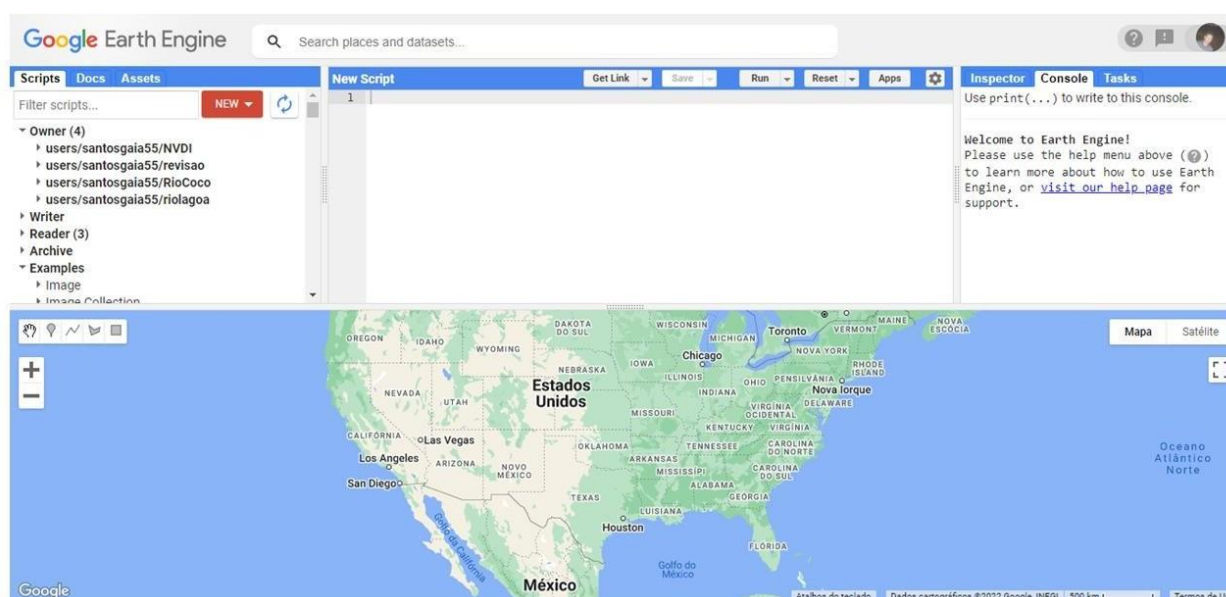 Google Earth Engine
Search places and datasets...
Scripts Docs Assets
Filter scripts...
NEW
Owner (4)
users/santosgaia55/NVDI
users/santosgaia55/revisao
users/santosgaia55/RioCoco
users/santosgaia55/riolagoa
Writer
Reader (3)
Archive
Examples
Image
Image Collection
New Script
Get Link
Save
Run
Reset
Apps
1
Inspector Console Tasks
Use print(...) to write to this console.
Welcome to Earth Engine!
Please use the help menu above (?)
to learn more about how to use Earth
Engine, or visit our help page for
support.
Mapa Satélite
OREGON
IDAHO
WYOMING
DAKOTA
DO SUL
WISCONSIN
MICHIGAN
Toronto
VERMONT
MAINE
NOVA
ESCÓCIA
NOVA YORK
Chicago
IOWA
NEBRASKA
ILLINOIS
INDIANA
OHIO
PENSILVÂNIA
RHODE
ISLAND
Nova Iorque
NEVADA
UTAH
Estados
Unidos
MISSOURI
VIRGÍNIA
OCIDENTAL
DELAWARE
KENTUCKY
VIRGÍNIA
CALIFÓRNIA
Las Vegas
OKLAHOMA
TENNESSEE
CAROLINA
DO NORTE
Los Angeles
ARIZONA
NOVO
MÉXICO
ARKANSAS
MISSISSÍPI
CAROLINA
DO SUL
San Diego
ALABAMA
GEÓRGIA
TEXAS
LUISIANA
Houston
FLÓRIDA
Golfo da Califórnia
Golfo do
México
México
Oceano
Atlântico
Norte
Google
Atalhos do teclado
Dados cartográficos ©2022 Google, INEGI
500 km
Termos de U